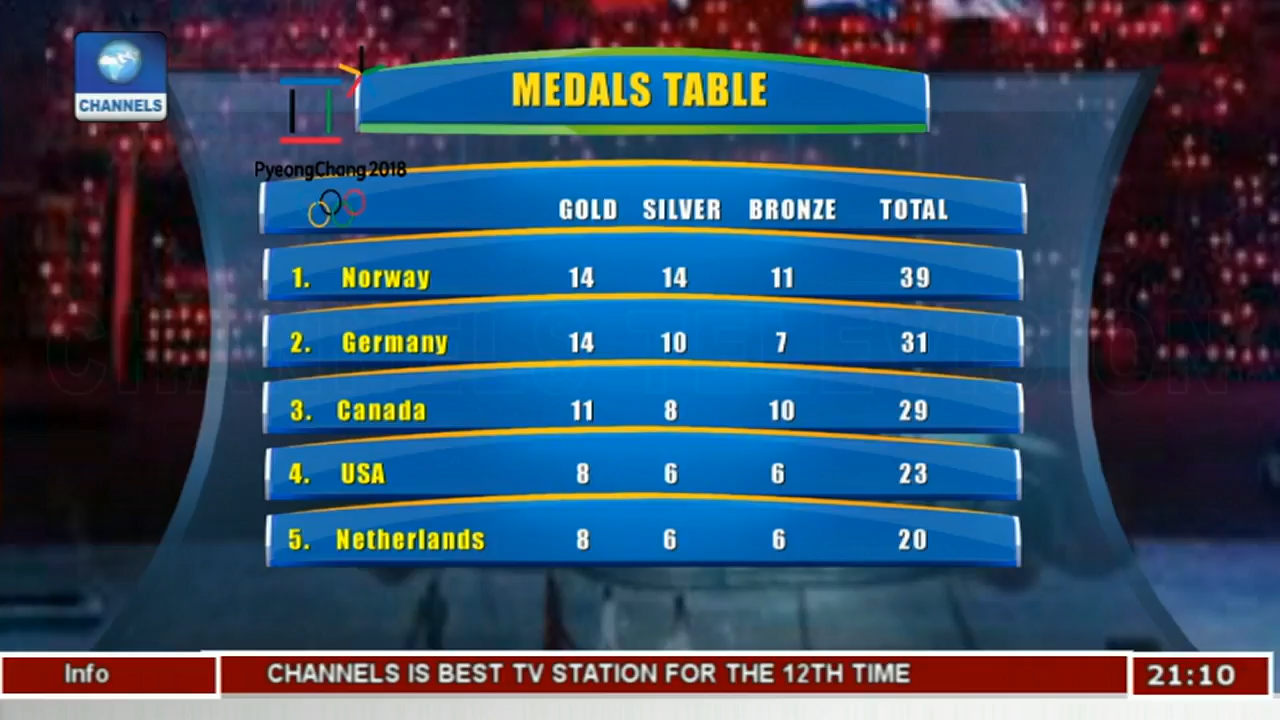 CHANNELS
MEDALS TABLE
PyeongChang 2018
GOLD SILVER BRONZE TOTAL
1. Norway 14 14 11 39
2. Germany 14 10 7 31
3. Canada 11 8 10 29
4. USA 8 6 6 23
5. Netherlands 8 6 6 20
CHANNELS TELEVISION
Info CHANNELS IS BEST TV STATION FOR THE 12TH TIME 21:10